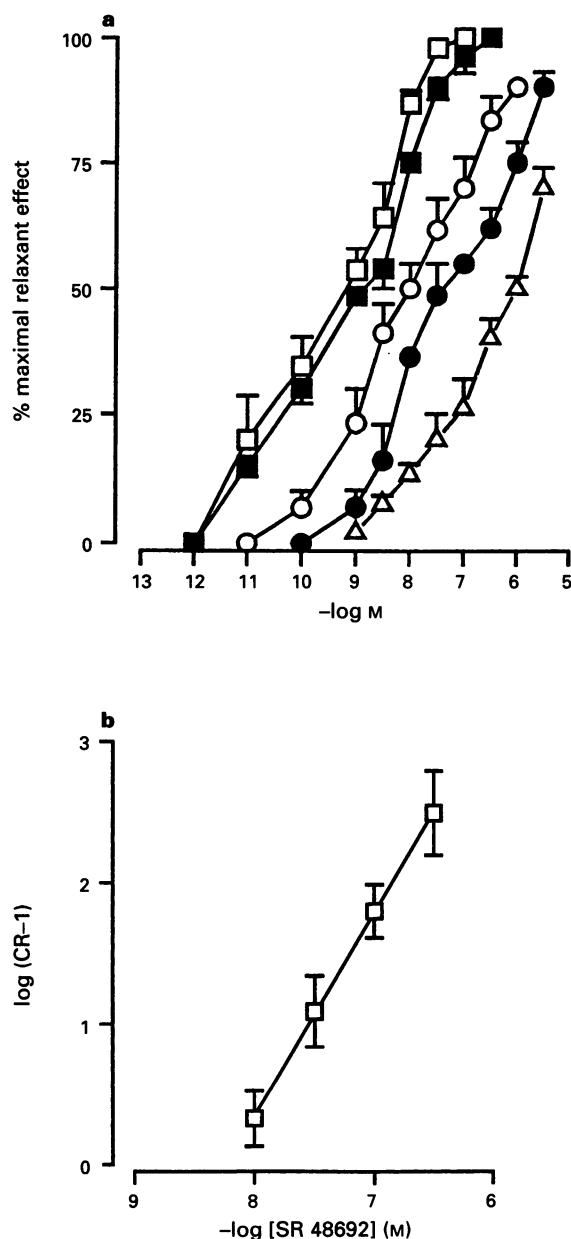 a
100
75
50
25
0
% maximal relaxant effect
13 12 11 10 9 8 7 6 5
–log M
b
3
2
1
0
log (CR–1)
9 8 7 6
–log [SR 48692] (M)